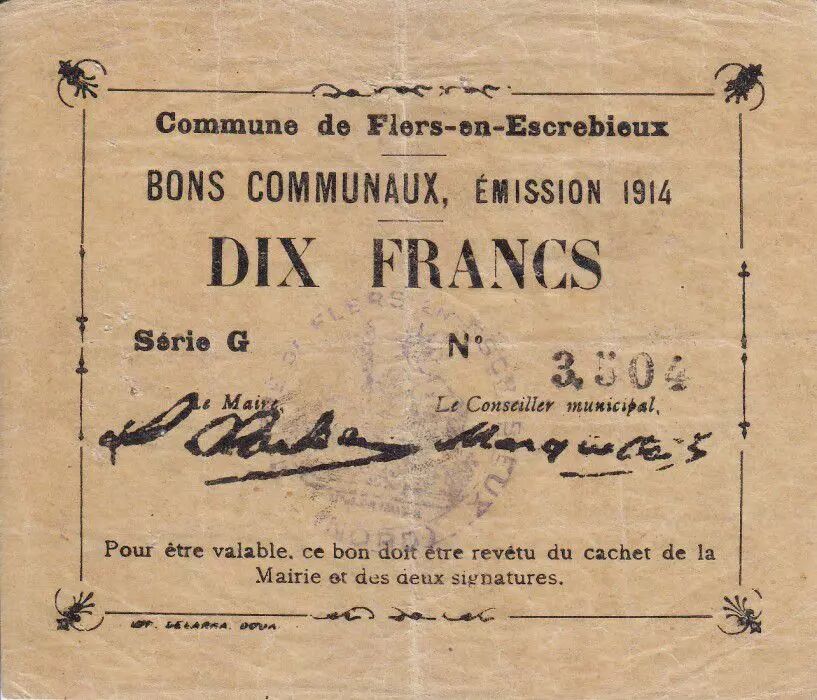 Commune de Flers-en-Escrebieux
BONS COMMUNAUX, ÉMISSION 1914
DIX FRANCS
Série G N° 3,504
Le Maire, Le Conseiller municipal,
Pour être valable, ce bon doit être revêtu du cachet de la
Mairie et des deux signatures.